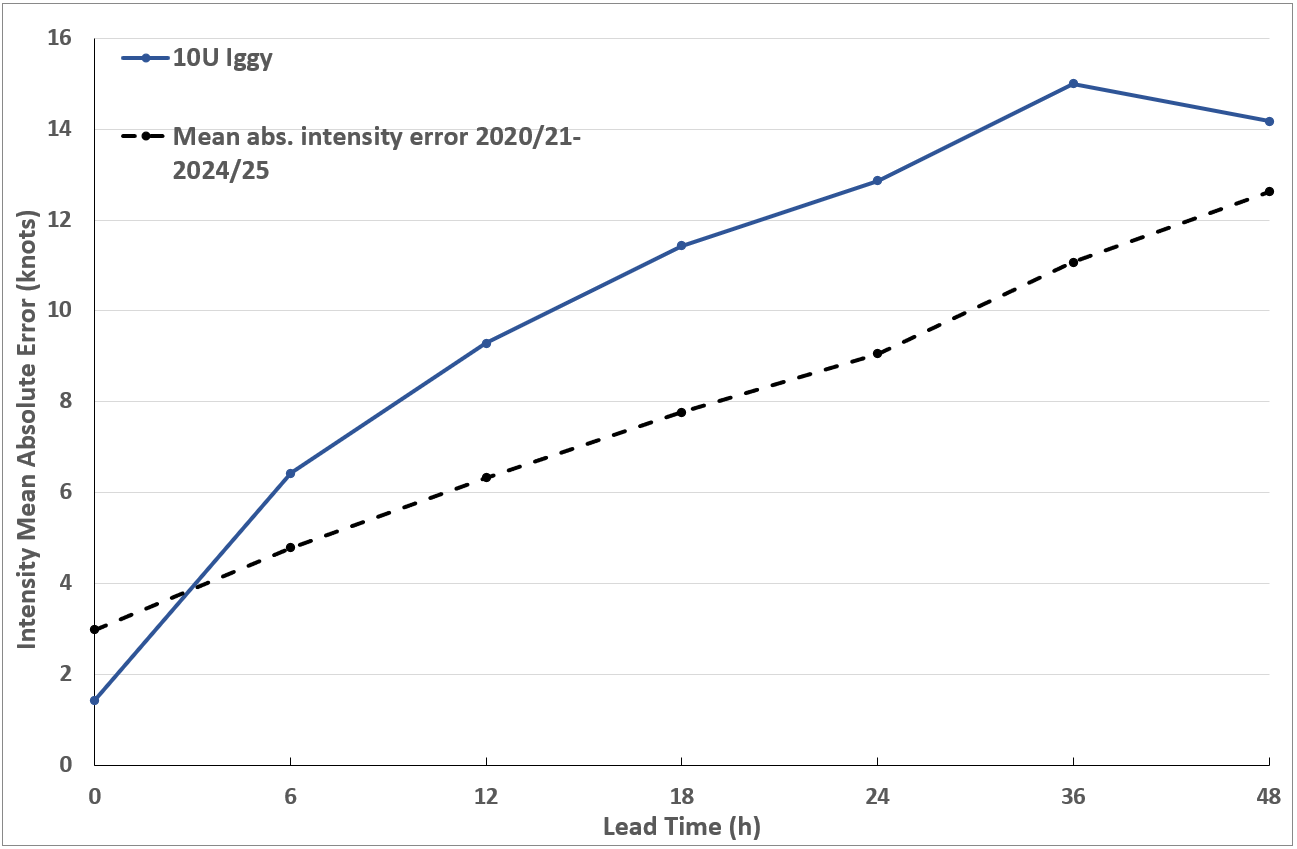 16
10U Iggy
14
Mean abs. intensity error 2020/21-
2024/25
12
10
8
6
4
2
0
Intensity Mean Absolute Error (knots)
0 6 12 18 24 36 48
Lead Time (h)